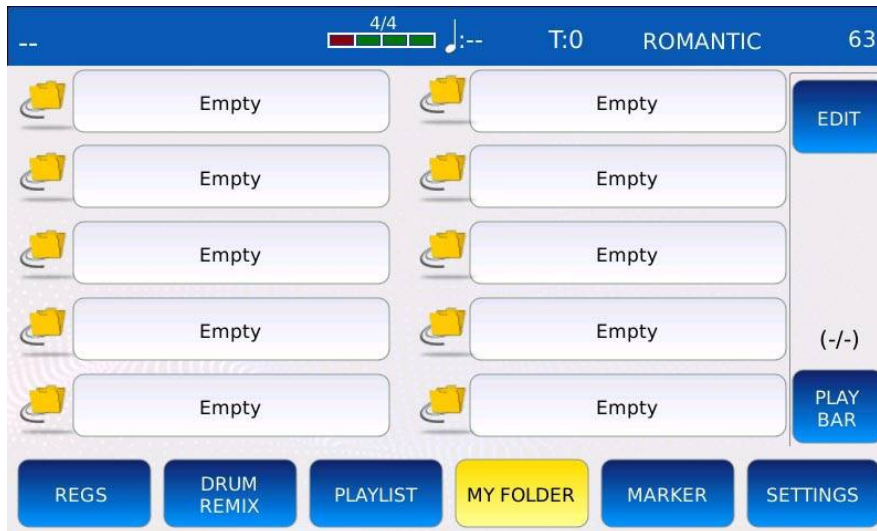 -- 4/4 ♩:-- T:0 ROMANTIC 63
Empty Empty EDIT
Empty Empty
Empty Empty
Empty Empty (-/-)
Empty Empty PLAY BAR
REGS DRUM REMIX PLAYLIST MY FOLDER MARKER SETTINGS